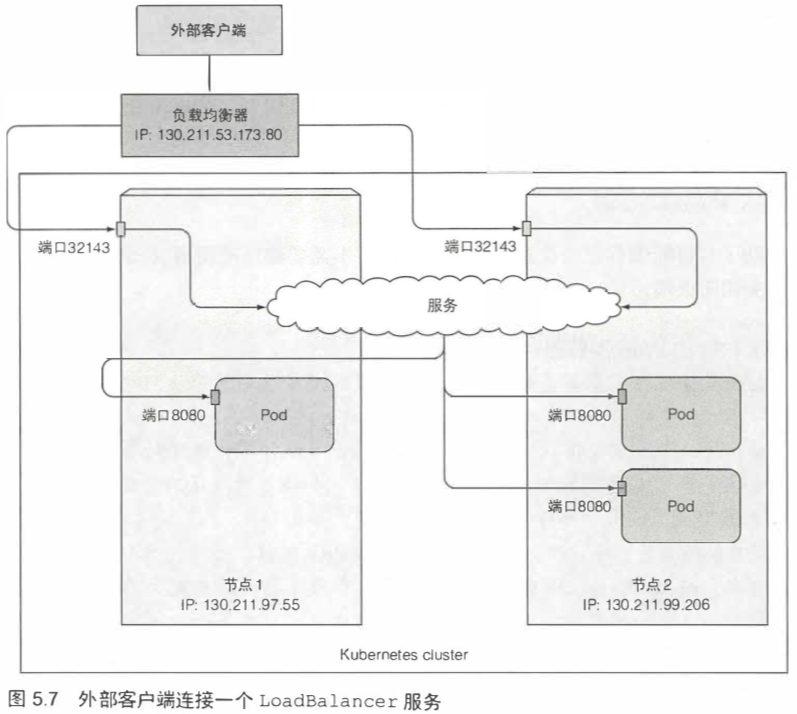 外部客户端
负载均衡器
IP: 130.211.53.173.80
端口32143
端口32143
服务
端口8080
Pod
端口8080
Pod
端口8080
Pod
节点1
IP: 130.211.97.55
节点2
IP: 130.211.99.206
Kubernetes cluster
图 5.7 外部客户端连接一个 LoadBalancer 服务